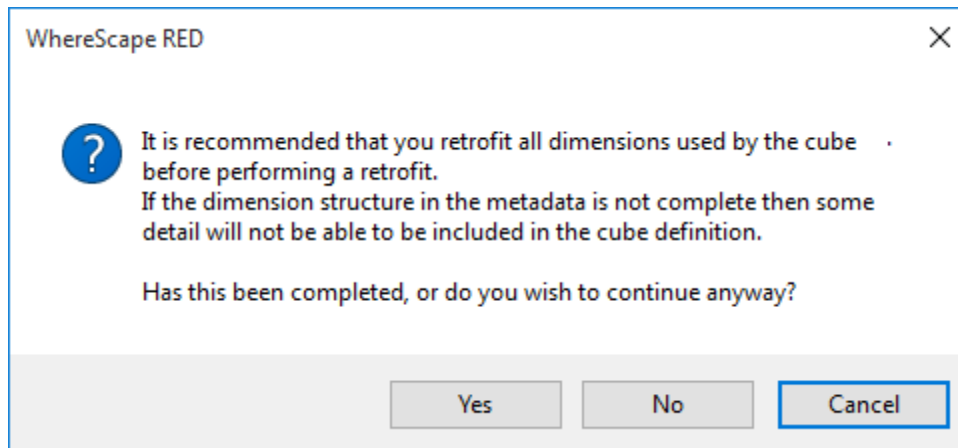 WhereScape RED
It is recommended that you retrofit all dimensions used by the cube
before performing a retrofit.
If the dimension structure in the metadata is not complete then some
detail will not be able to be included in the cube definition.
Has this been completed, or do you wish to continue anyway?
Yes No Cancel